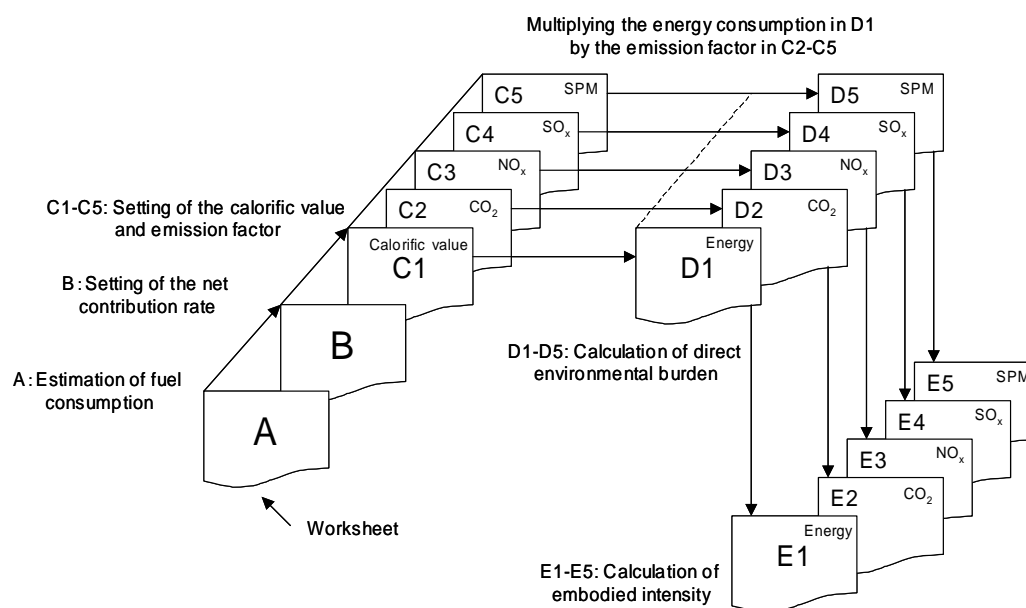 Multiplying the energy consumption in D1
by the emission factor in C2-C5
C5 SPM
D5 SPM
C4 SOx
D4 SOx
C3 NOx
D3 NOx
C1-C5: Setting of the calorific value
and emission factor
C2 CO2
D2 CO2
Calorific value
C1
Energy
D1
B: Setting of the net
contribution rate
B
D1-D5: Calculation of direct
environmental burden
A: Estimation of fuel
consumption
A
E5 SPM
E4 SOx
E3 NOx
E2 CO2
Worksheet
Energy
E1
E1-E5: Calculation of
embodied intensity